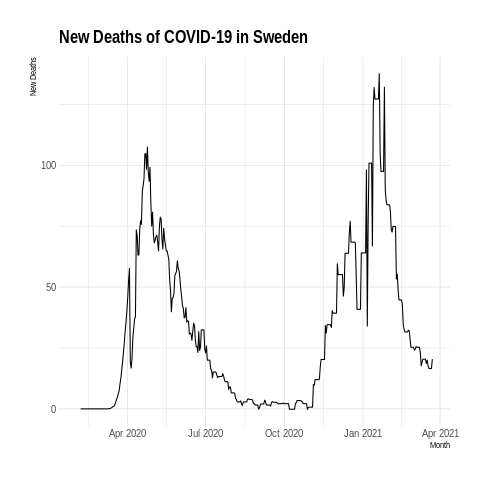 New Deaths of COVID-19 in Sweden
New Deaths
100
50
0
Apr 2020
Jul 2020
Oct 2020
Jan 2021
Apr 2021
Month